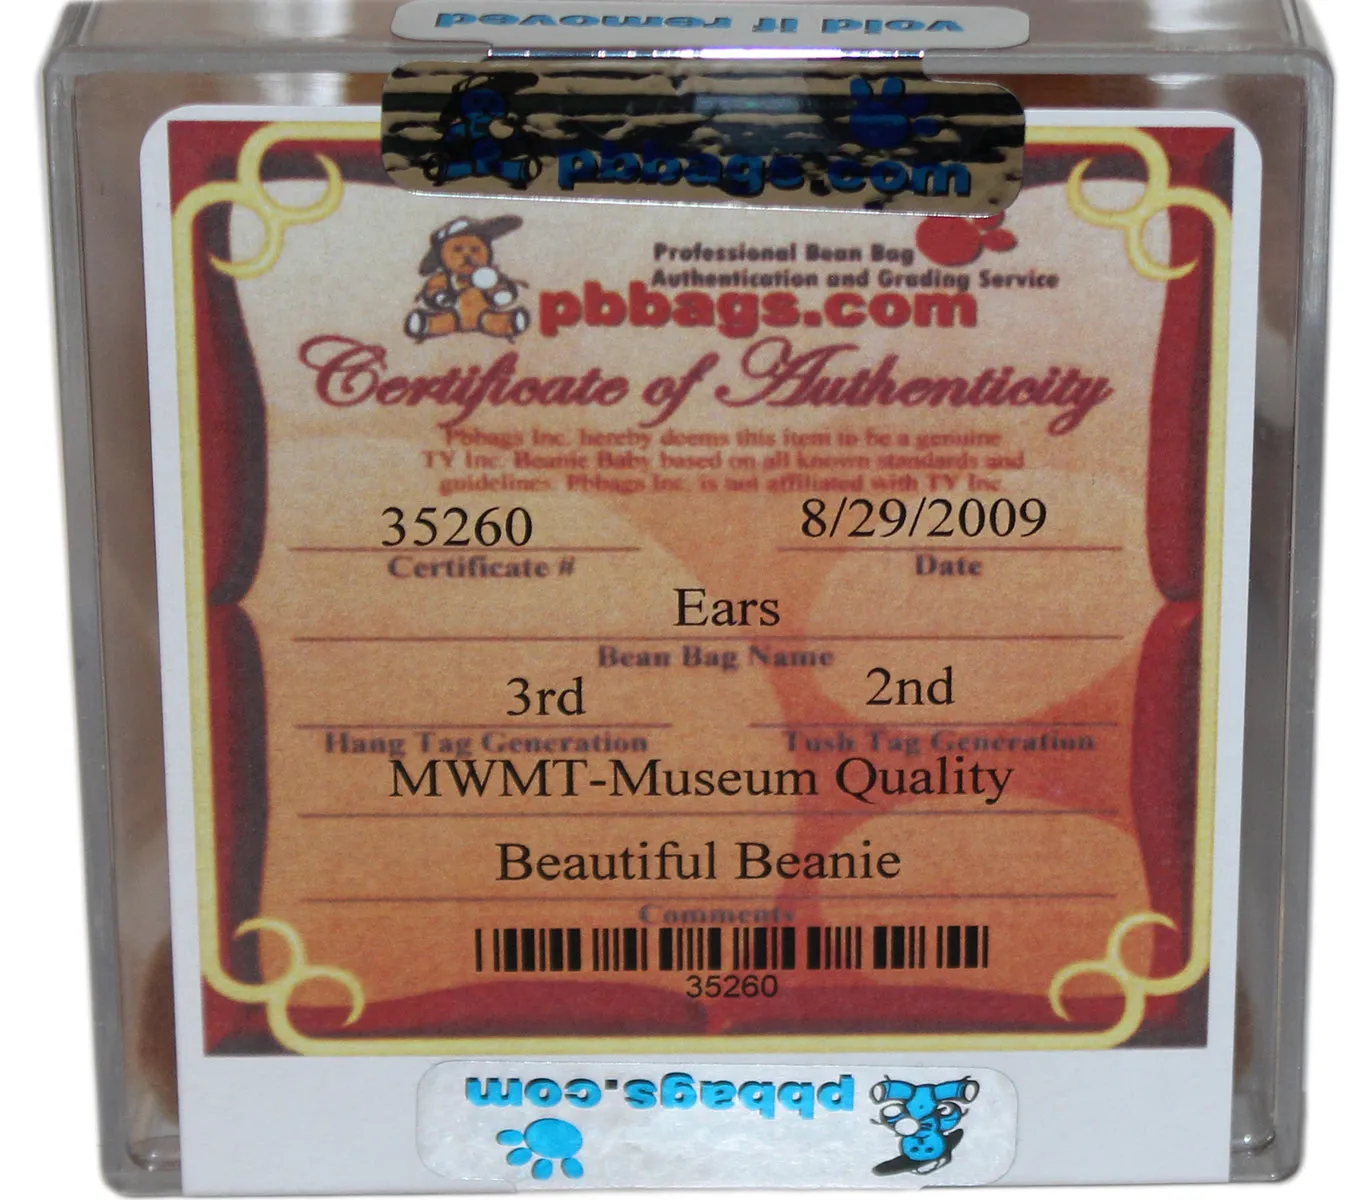 void if removed
pbbags.com
Professional Bean Bag
Authentication and Grading Service
pbbags.com
Certificate of Authenticity
Pbbags Inc. hereby deems this item to be a genuine
TY Inc. Beanie Baby based on all known standards and
guidelines. Pbbags Inc. is not affiliated with TY Inc.
35260 8/29/2009
Certificate # Date
Ears
Bean Bag Name
3rd 2nd
Hang Tag Generation Tush Tag Generation
MWMT-Museum Quality
Beautiful Beanie
Comments
35260
pbbags.com